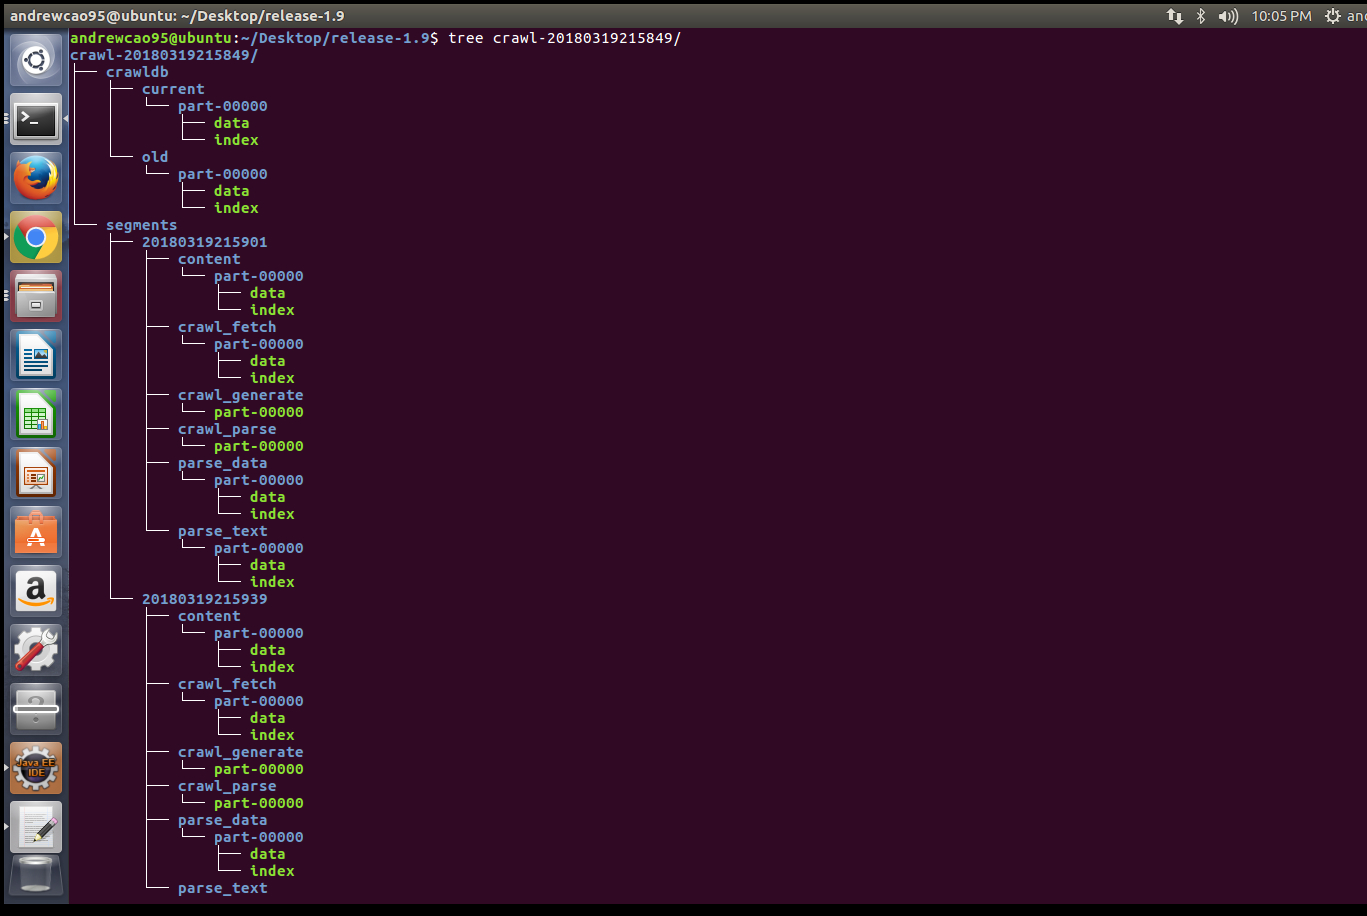 andrewcao95@ubuntu: ~/Desktop/release-1.9
10:05 PM
andrewcao95@ubuntu:~/Desktop/release-1.9$ tree crawl-20180319215849/
crawl-20180319215849/
├── crawldb
│   ├── current
│   │   └── part-00000
│   │       ├── data
│   │       └── index
│   └── old
│       └── part-00000
│           ├── data
│           └── index
└── segments
    ├── 20180319215901
    │   ├── content
    │   │   └── part-00000
    │   │       ├── data
    │   │       └── index
    │   ├── crawl_fetch
    │   │   └── part-00000
    │   │       ├── data
    │   │       └── index
    │   ├── crawl_generate
    │   │   └── part-00000
    │   ├── crawl_parse
    │   │   └── part-00000
    │   ├── parse_data
    │   │   └── part-00000
    │   │       ├── data
    │   │       └── index
    │   └── parse_text
    │       └── part-00000
    │           ├── data
    │           └── index
    └── 20180319215939
        ├── content
        │   └── part-00000
        │       ├── data
        │       └── index
        ├── crawl_fetch
        │   └── part-00000
        │       ├── data
        │       └── index
        ├── crawl_generate
        │   └── part-00000
        ├── crawl_parse
        │   └── part-00000
        ├── parse_data
        │   └── part-00000
        │       ├── data
        │       └── index
        └── parse_text
Java EE
IDE